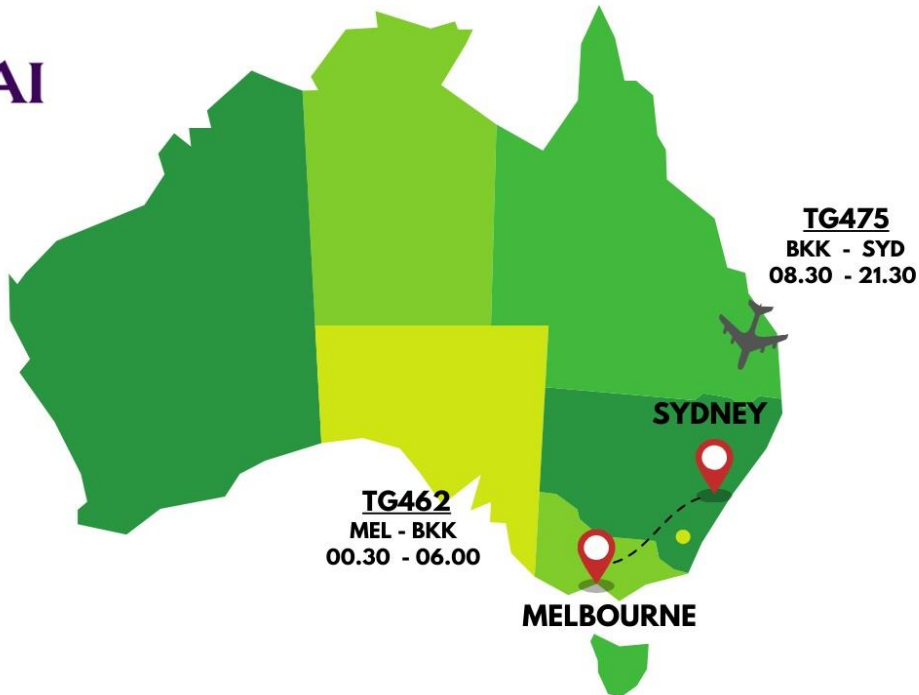 AI
TG475
BKK - SYD
08.30 - 21.30
SYDNEY
TG462
MEL - BKK
00.30 - 06.00
MELBOURNE